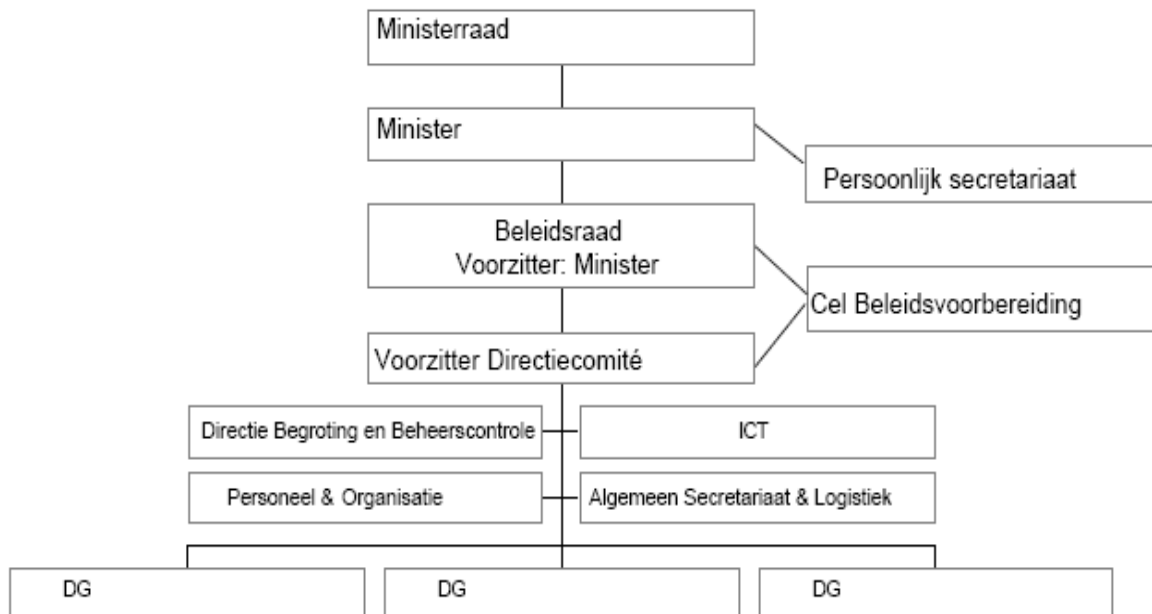 Ministerraad
Minister
Persoonlijk secretariaat
Beleidsraad
Voorzitter: Minister
Cel Beleidsvoorbereiding
Voorzitter Directiecomité
Directie Begroting en Beheerscontrole
ICT
Personeel & Organisatie
Algemeen Secretariaat & Logistiek
DG
DG
DG